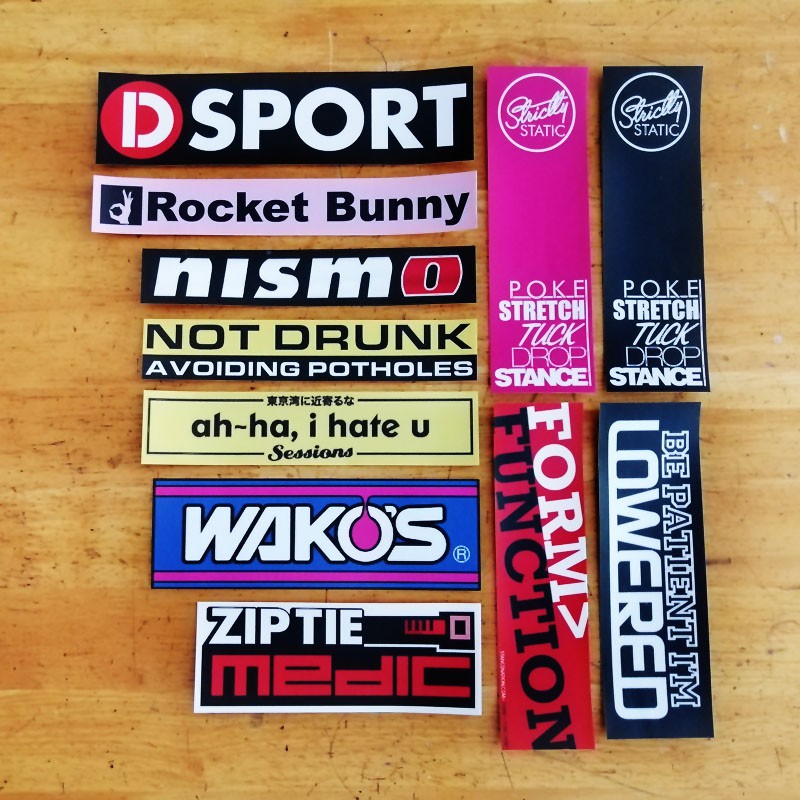 D SPORT
Rocket Bunny
nismo
NOT DRUNK
AVOIDING POTHOLES
東京湾に近寄るな
ah~ha, i hate u
Sessions
WAKO'S ®
ZIP TIE
MEDIC
Strictly
STATIC
POKE
STRETCH
TUCK
DROP
STANCE
Strictly
STATIC
POKE
STRETCH
TUCK
DROP
STANCE
FORM>
FUNCTION
BE PATIENT I'M
LOWERED